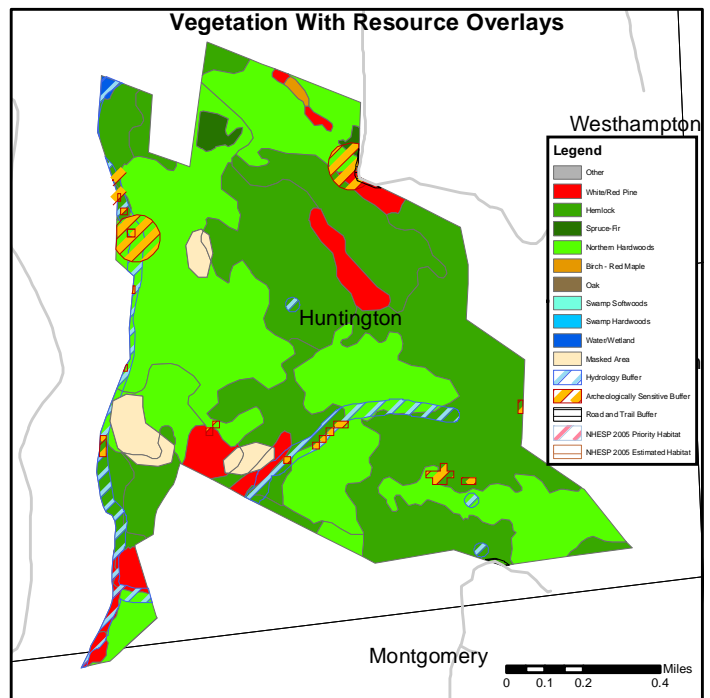 Vegetation With Resource Overlays
Westhampton
Legend
Other
White/Red Pine
Hemlock
Spruce-Fir
Northern Hardwoods
Birch - Red Maple
Oak
Swamp Softwoods
Swamp Hardwoods
Water/Wetland
Masked Area
Hydrology Buffer
Archeologically Sensitive Buffer
Road and Trail Buffer
NHESP 2005 Priority Habitat
NHESP 2005 Estimated Habitat
Huntington
Montgomery
Miles
0 0.1 0.2 0.4